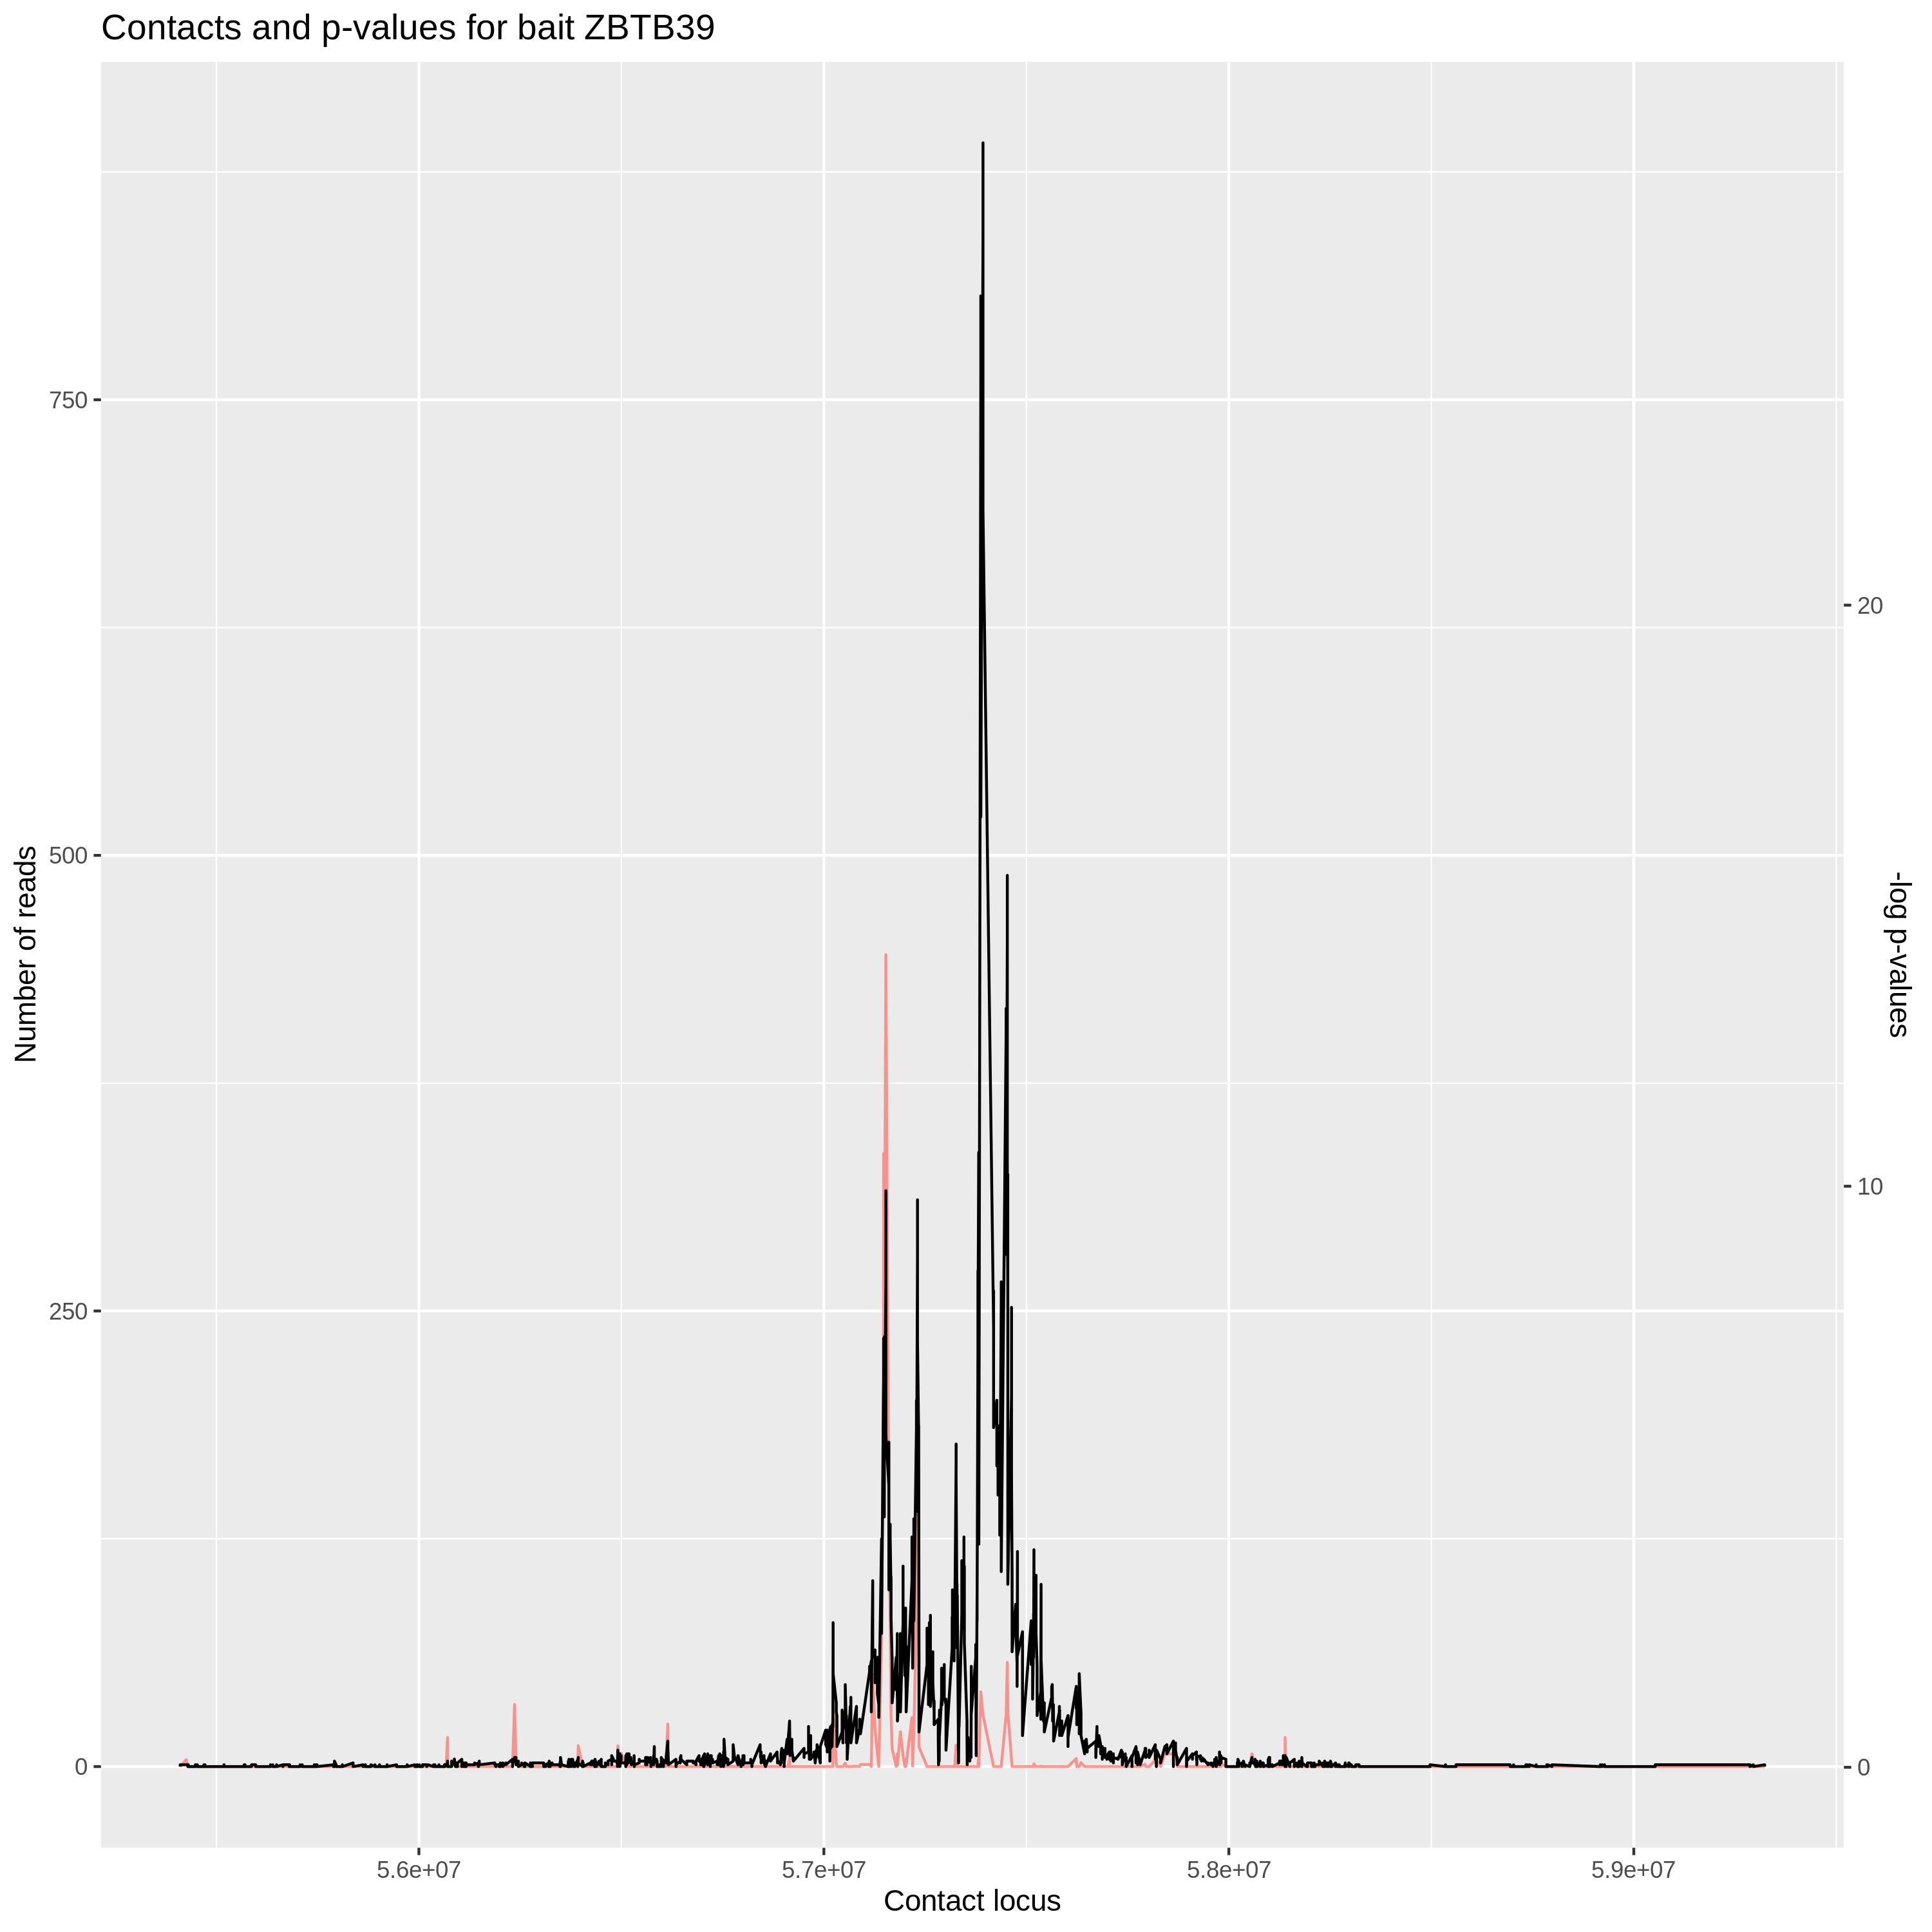 Contacts and p-values for bait ZBTB39
Number of reads
750
500
250
0
20
10
0
-log p-values
5.6e+07
5.7e+07
5.8e+07
5.9e+07
Contact locus